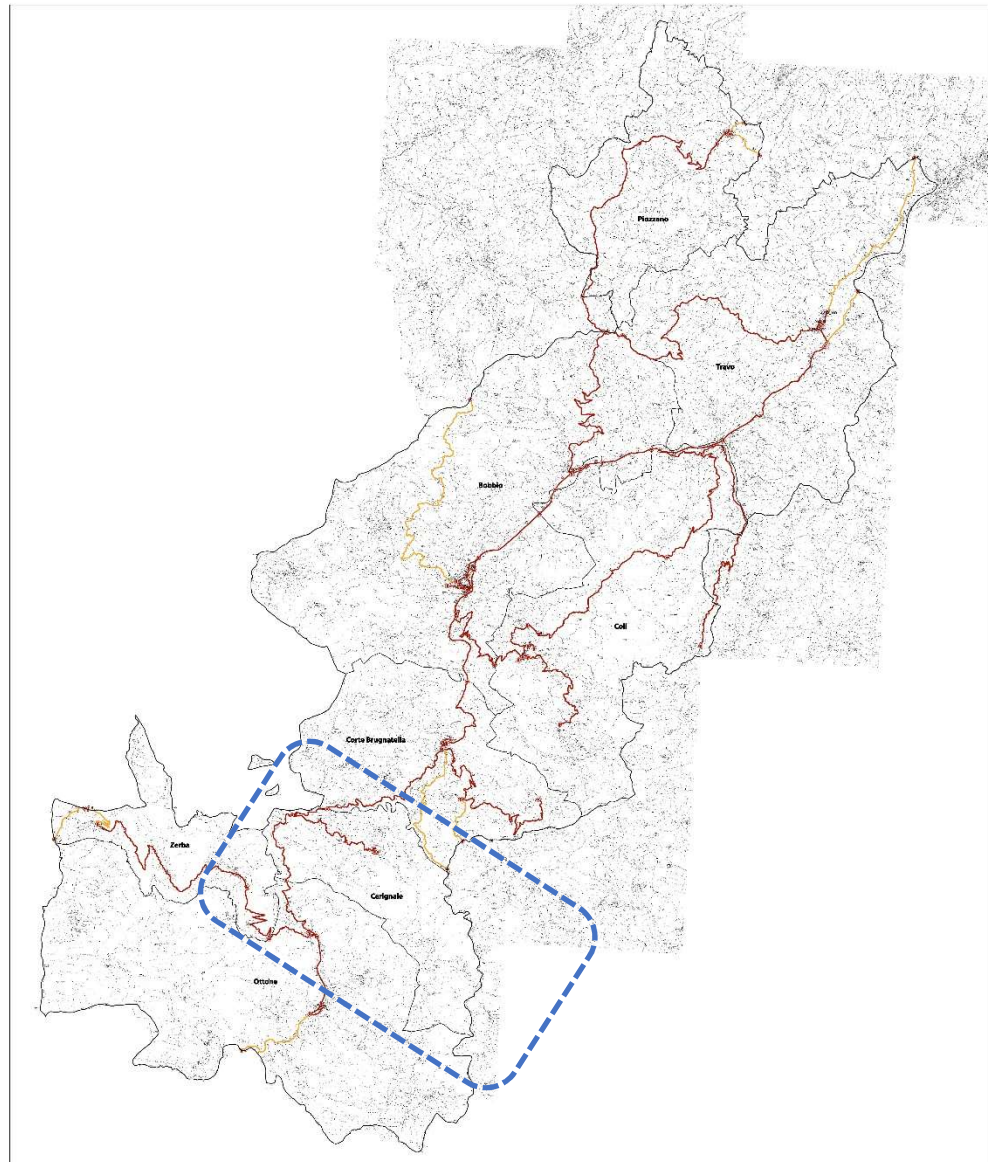 Piozzano
Travo
Bobbio
Coli
Corte Brugnatella
Zerba
Cerignale
Ottone